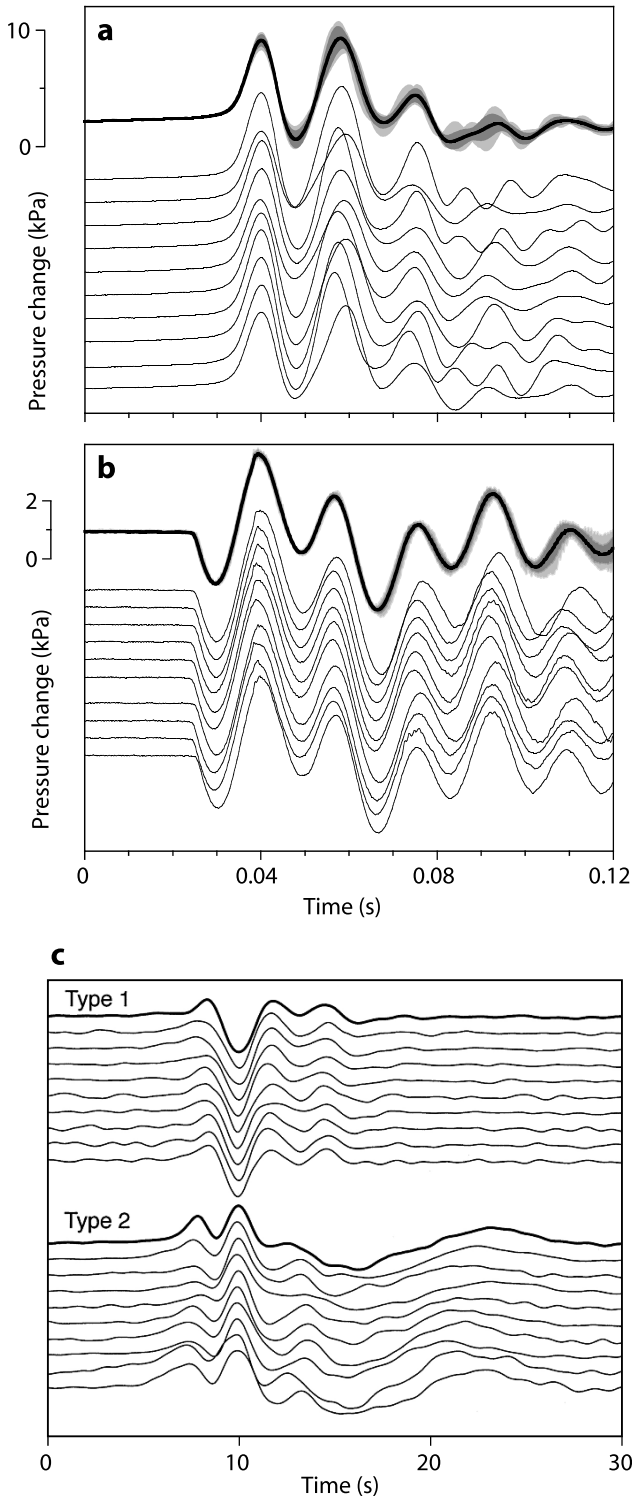 a
10
0
Pressure change (kPa)
b
2
0
Pressure change (kPa)
0 0.04 0.08 0.12
Time (s)
c
Type 1
Type 2
0 10 20 30
Time (s)